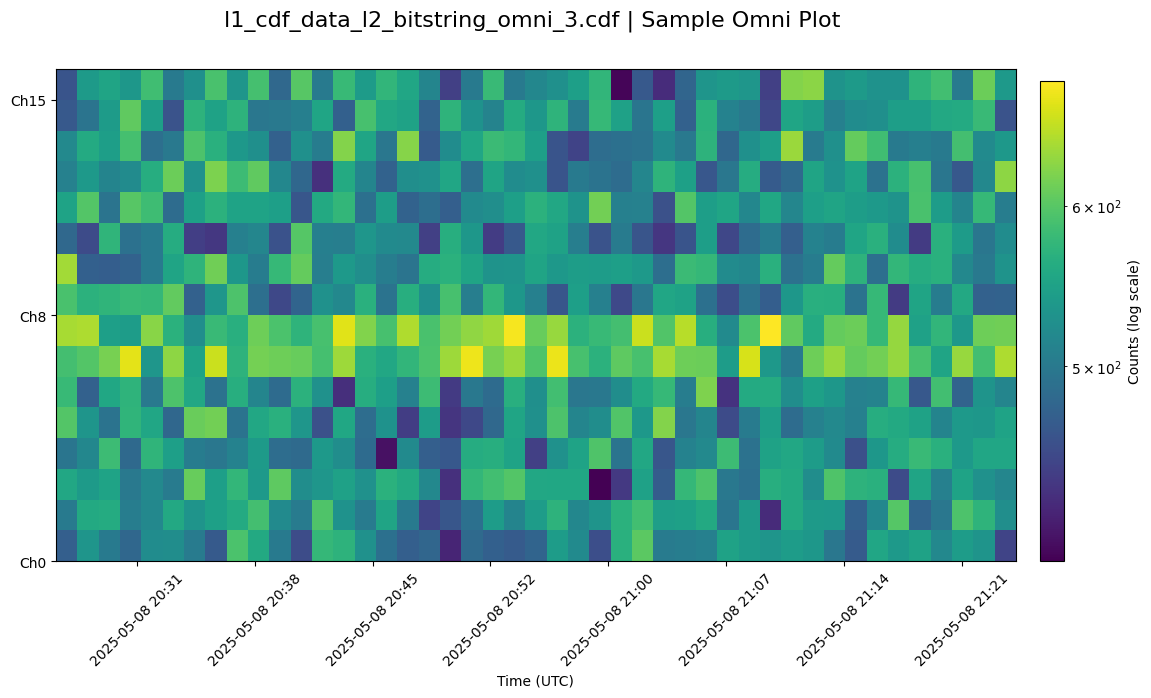 l1_cdf_data_l2_bitstring_omni_3.cdf | Sample Omni Plot
Ch15
Ch8
Ch0
6 × 10²
5 × 10²
Counts (log scale)
2025-05-08 20:31
2025-05-08 20:38
2025-05-08 20:45
2025-05-08 20:52
2025-05-08 21:00
2025-05-08 21:07
2025-05-08 21:14
2025-05-08 21:21
Time (UTC)